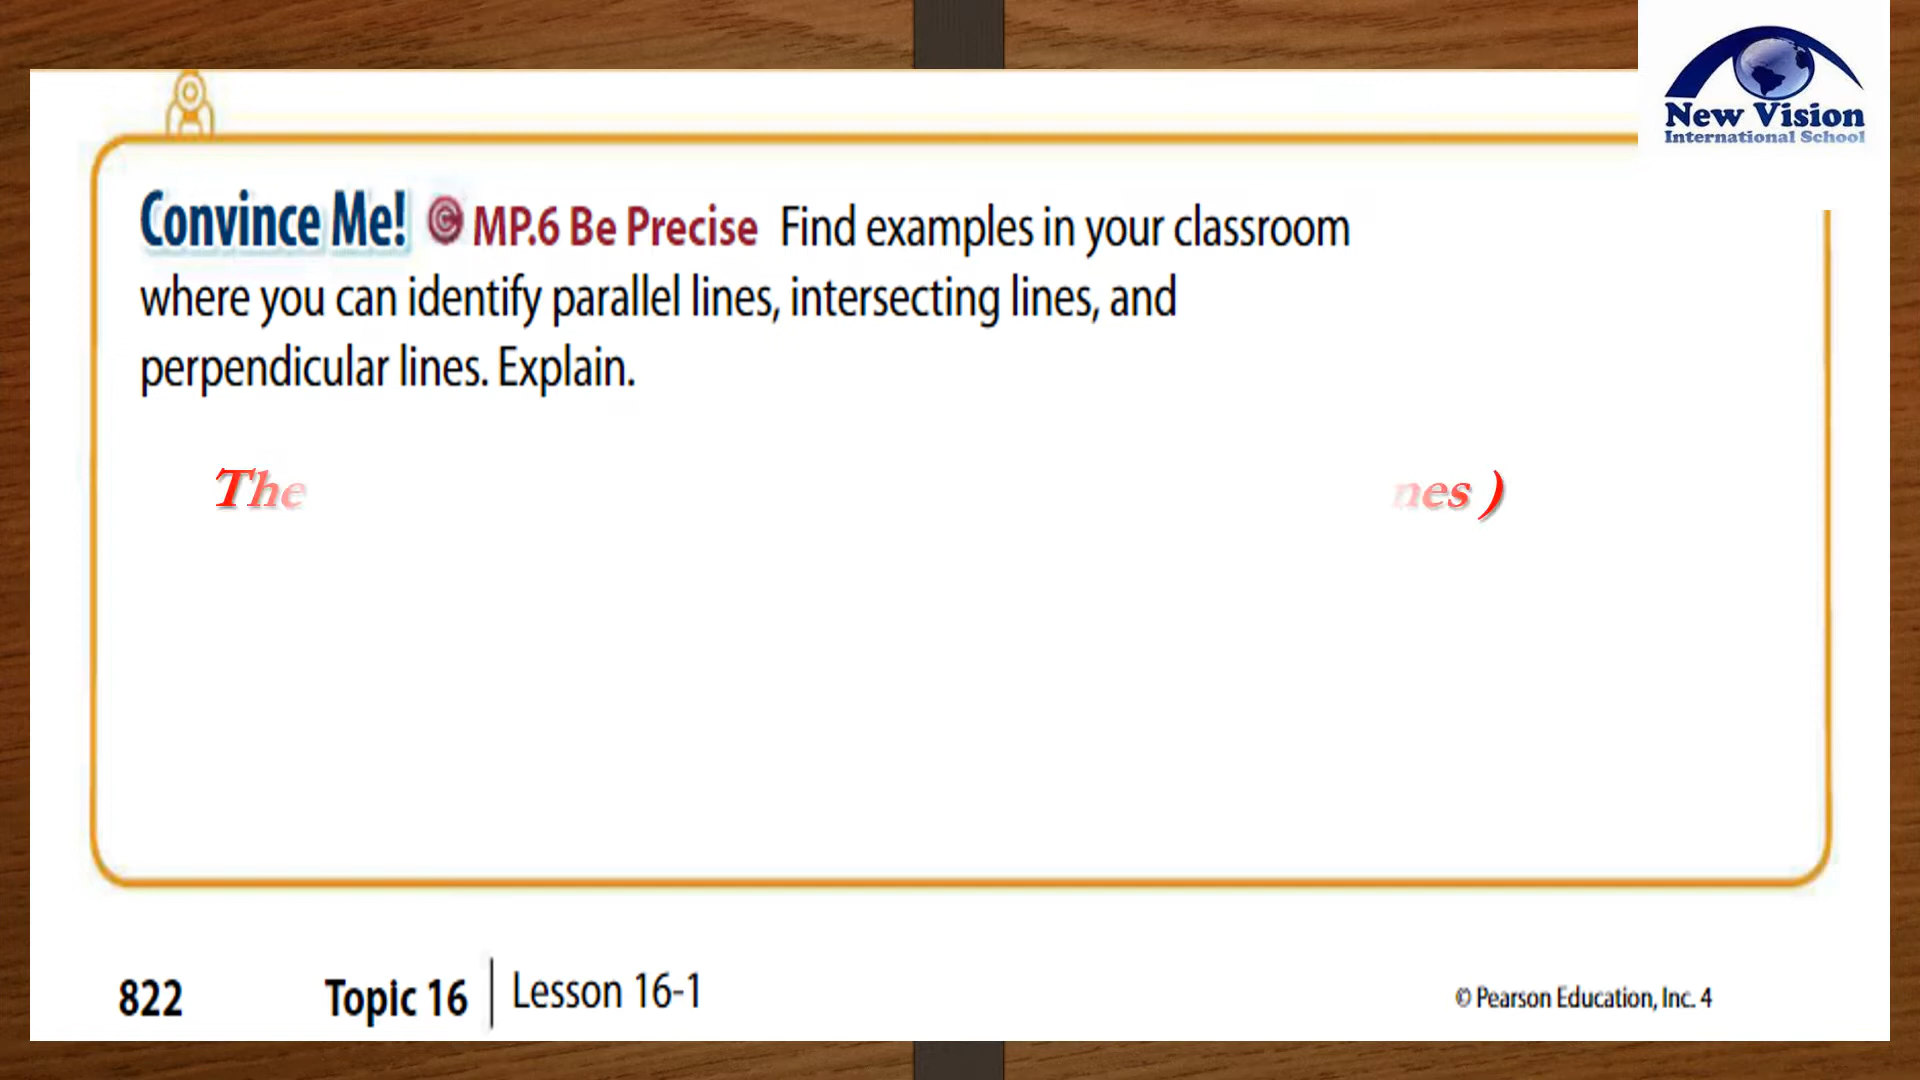 New Vision
International School
Convince Me! © MP.6 Be Precise Find examples in your classroom
where you can identify parallel lines, intersecting lines, and
perpendicular lines. Explain.
The nes )
822 Topic 16 Lesson 16-1 © Pearson Education, Inc. 4